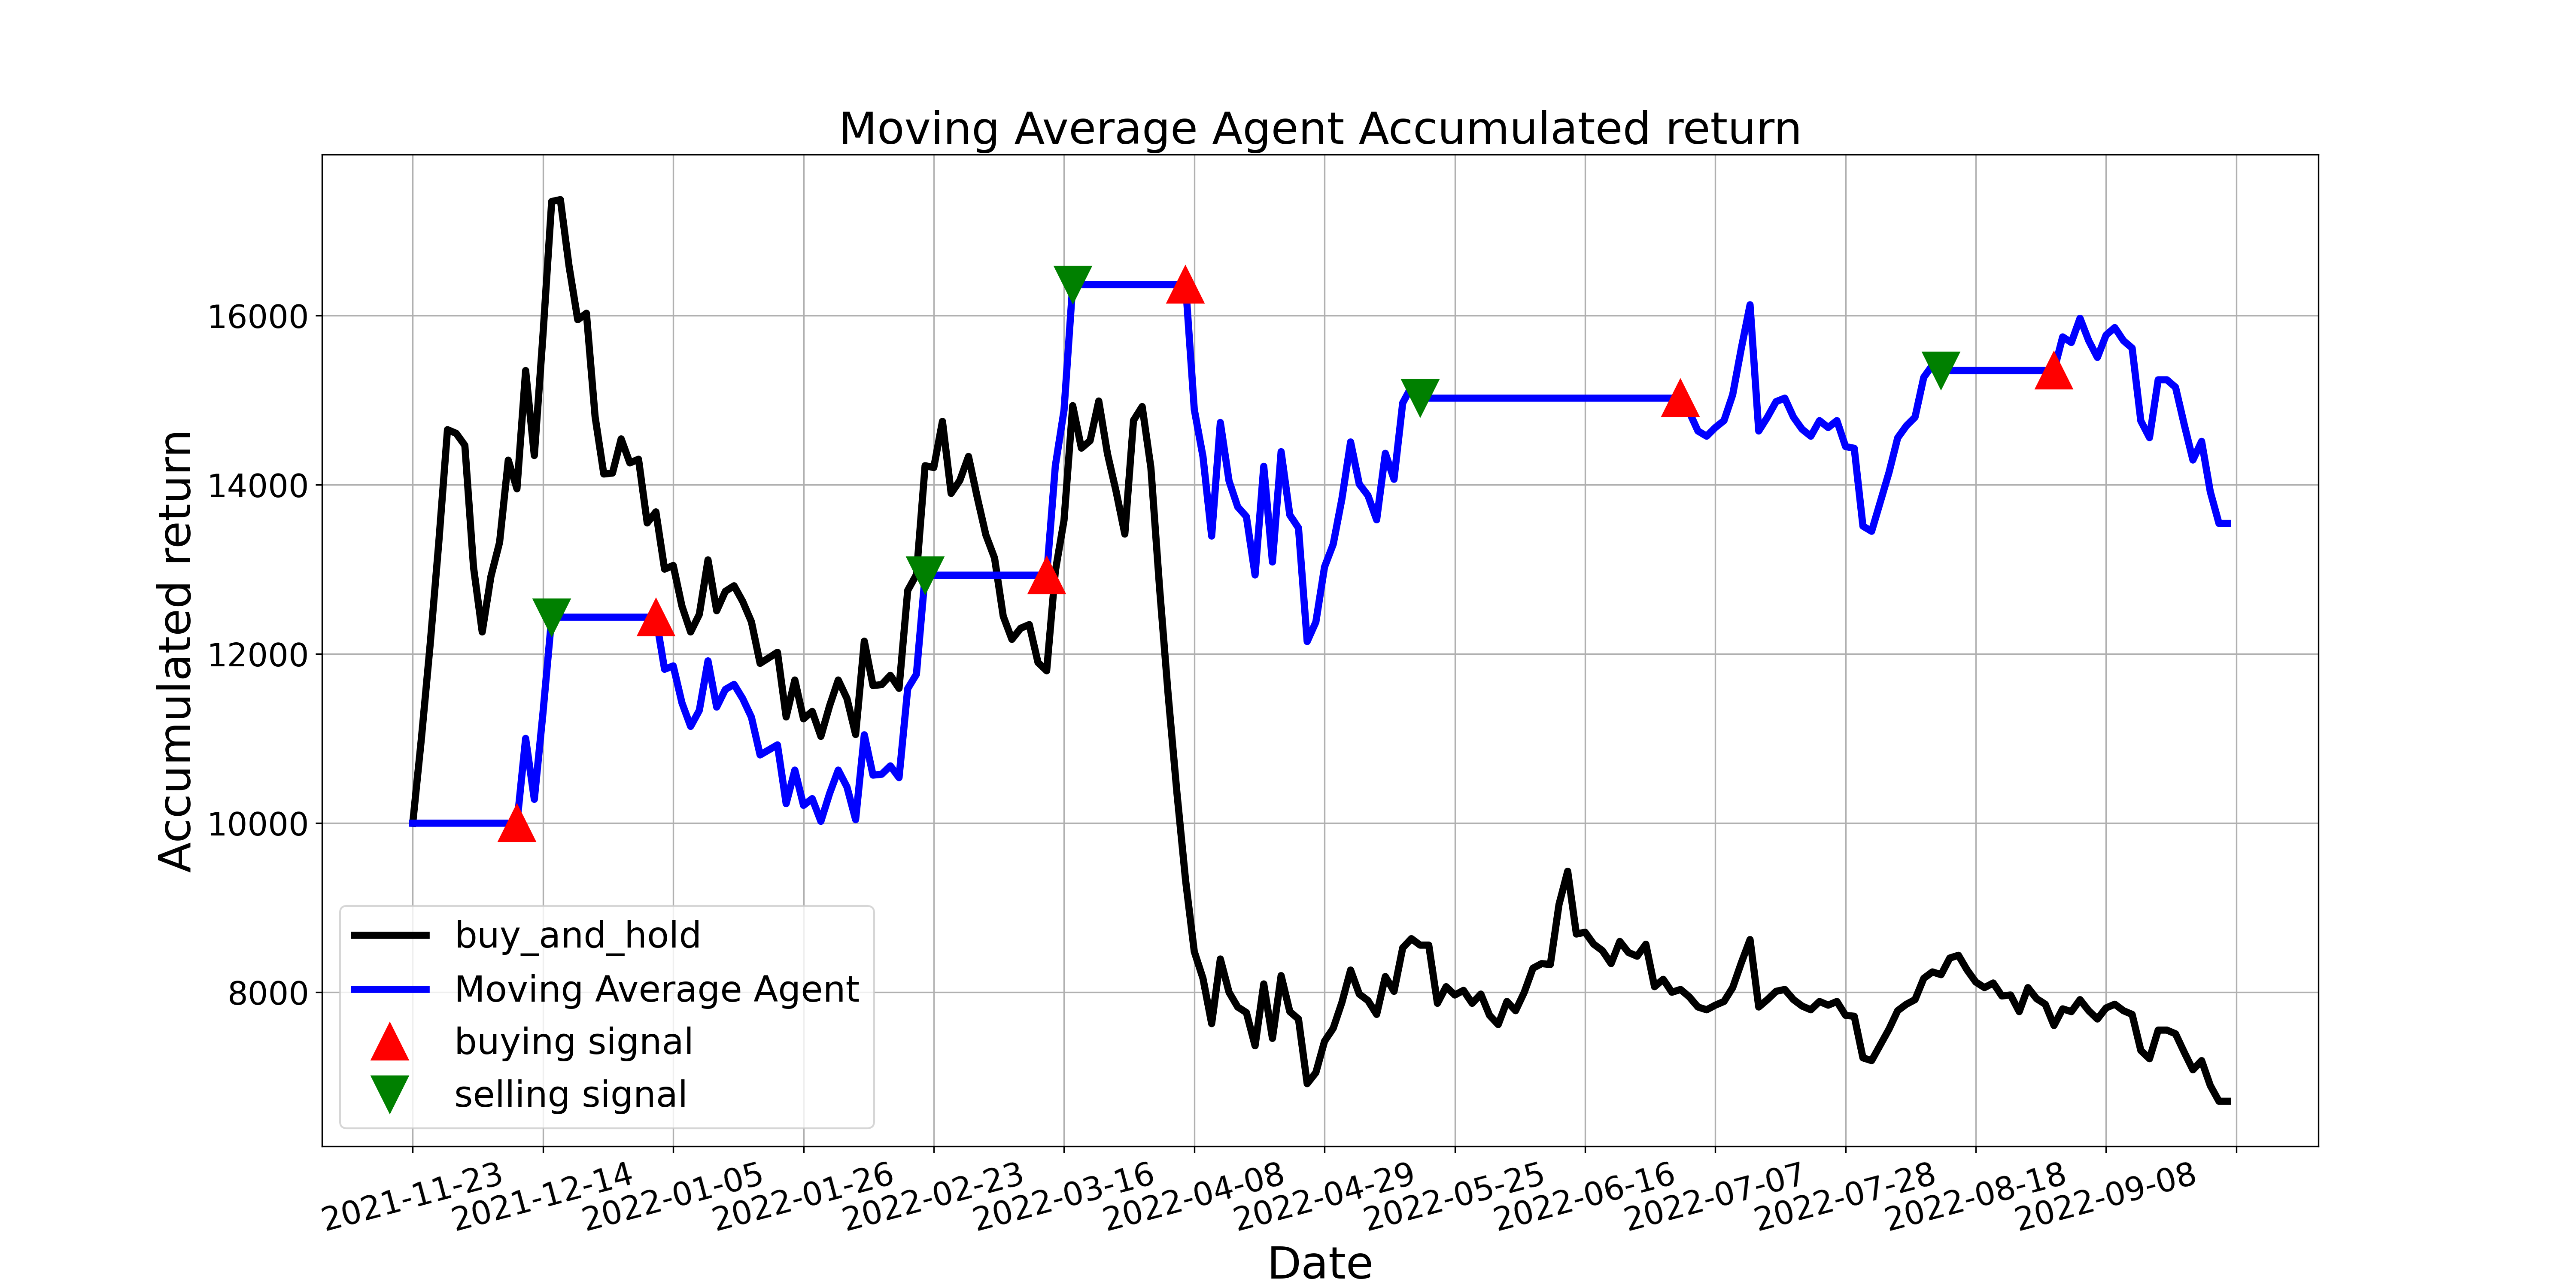 Moving Average Agent Accumulated return
Accumulated return
16000
14000
12000
10000
8000
buy_and_hold
Moving Average Agent
buying signal
selling signal
2021-11-23
2021-12-14
2022-01-05
2022-01-26
2022-02-23
2022-03-16
2022-04-08
2022-04-29
2022-05-25
2022-06-16
2022-07-07
2022-07-28
2022-08-18
2022-09-08
Date